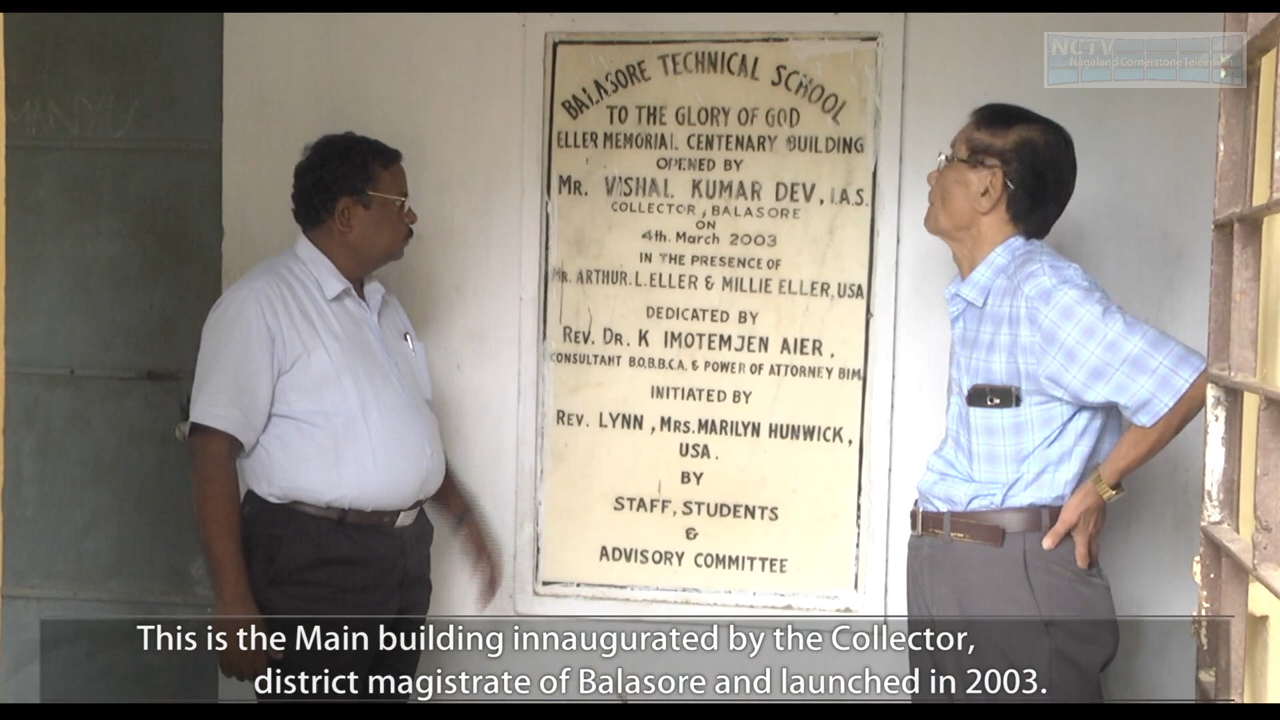 MANDIL
NCTV
Nagaland Cornerstone Television
BALASORE TECHNICAL SCHOOL
TO THE GLORY OF GOD
ELLER MEMORIAL CENTENARY BUILDING
OPENED BY
MR. VISHAL KUMAR DEV, I.A.S.
COLLECTOR, BALASORE
ON
4th. March 2003
IN THE PRESENCE OF
MR. ARTHUR.L.ELLER & MILLIE ELLER, USA
DEDICATED BY
REV. DR. K IMOTEMJEN AIER,
CONSULTANT B.O.B.B.C.A. & POWER OF ATTORNEY BIM
INITIATED BY
REV. LYNN, MRS. MARILYN HUNWICK,
USA.
BY
STAFF, STUDENTS
&
ADVISORY COMMITTEE
This is the Main building innaugurated by the Collector,
district magistrate of Balasore and launched in 2003.